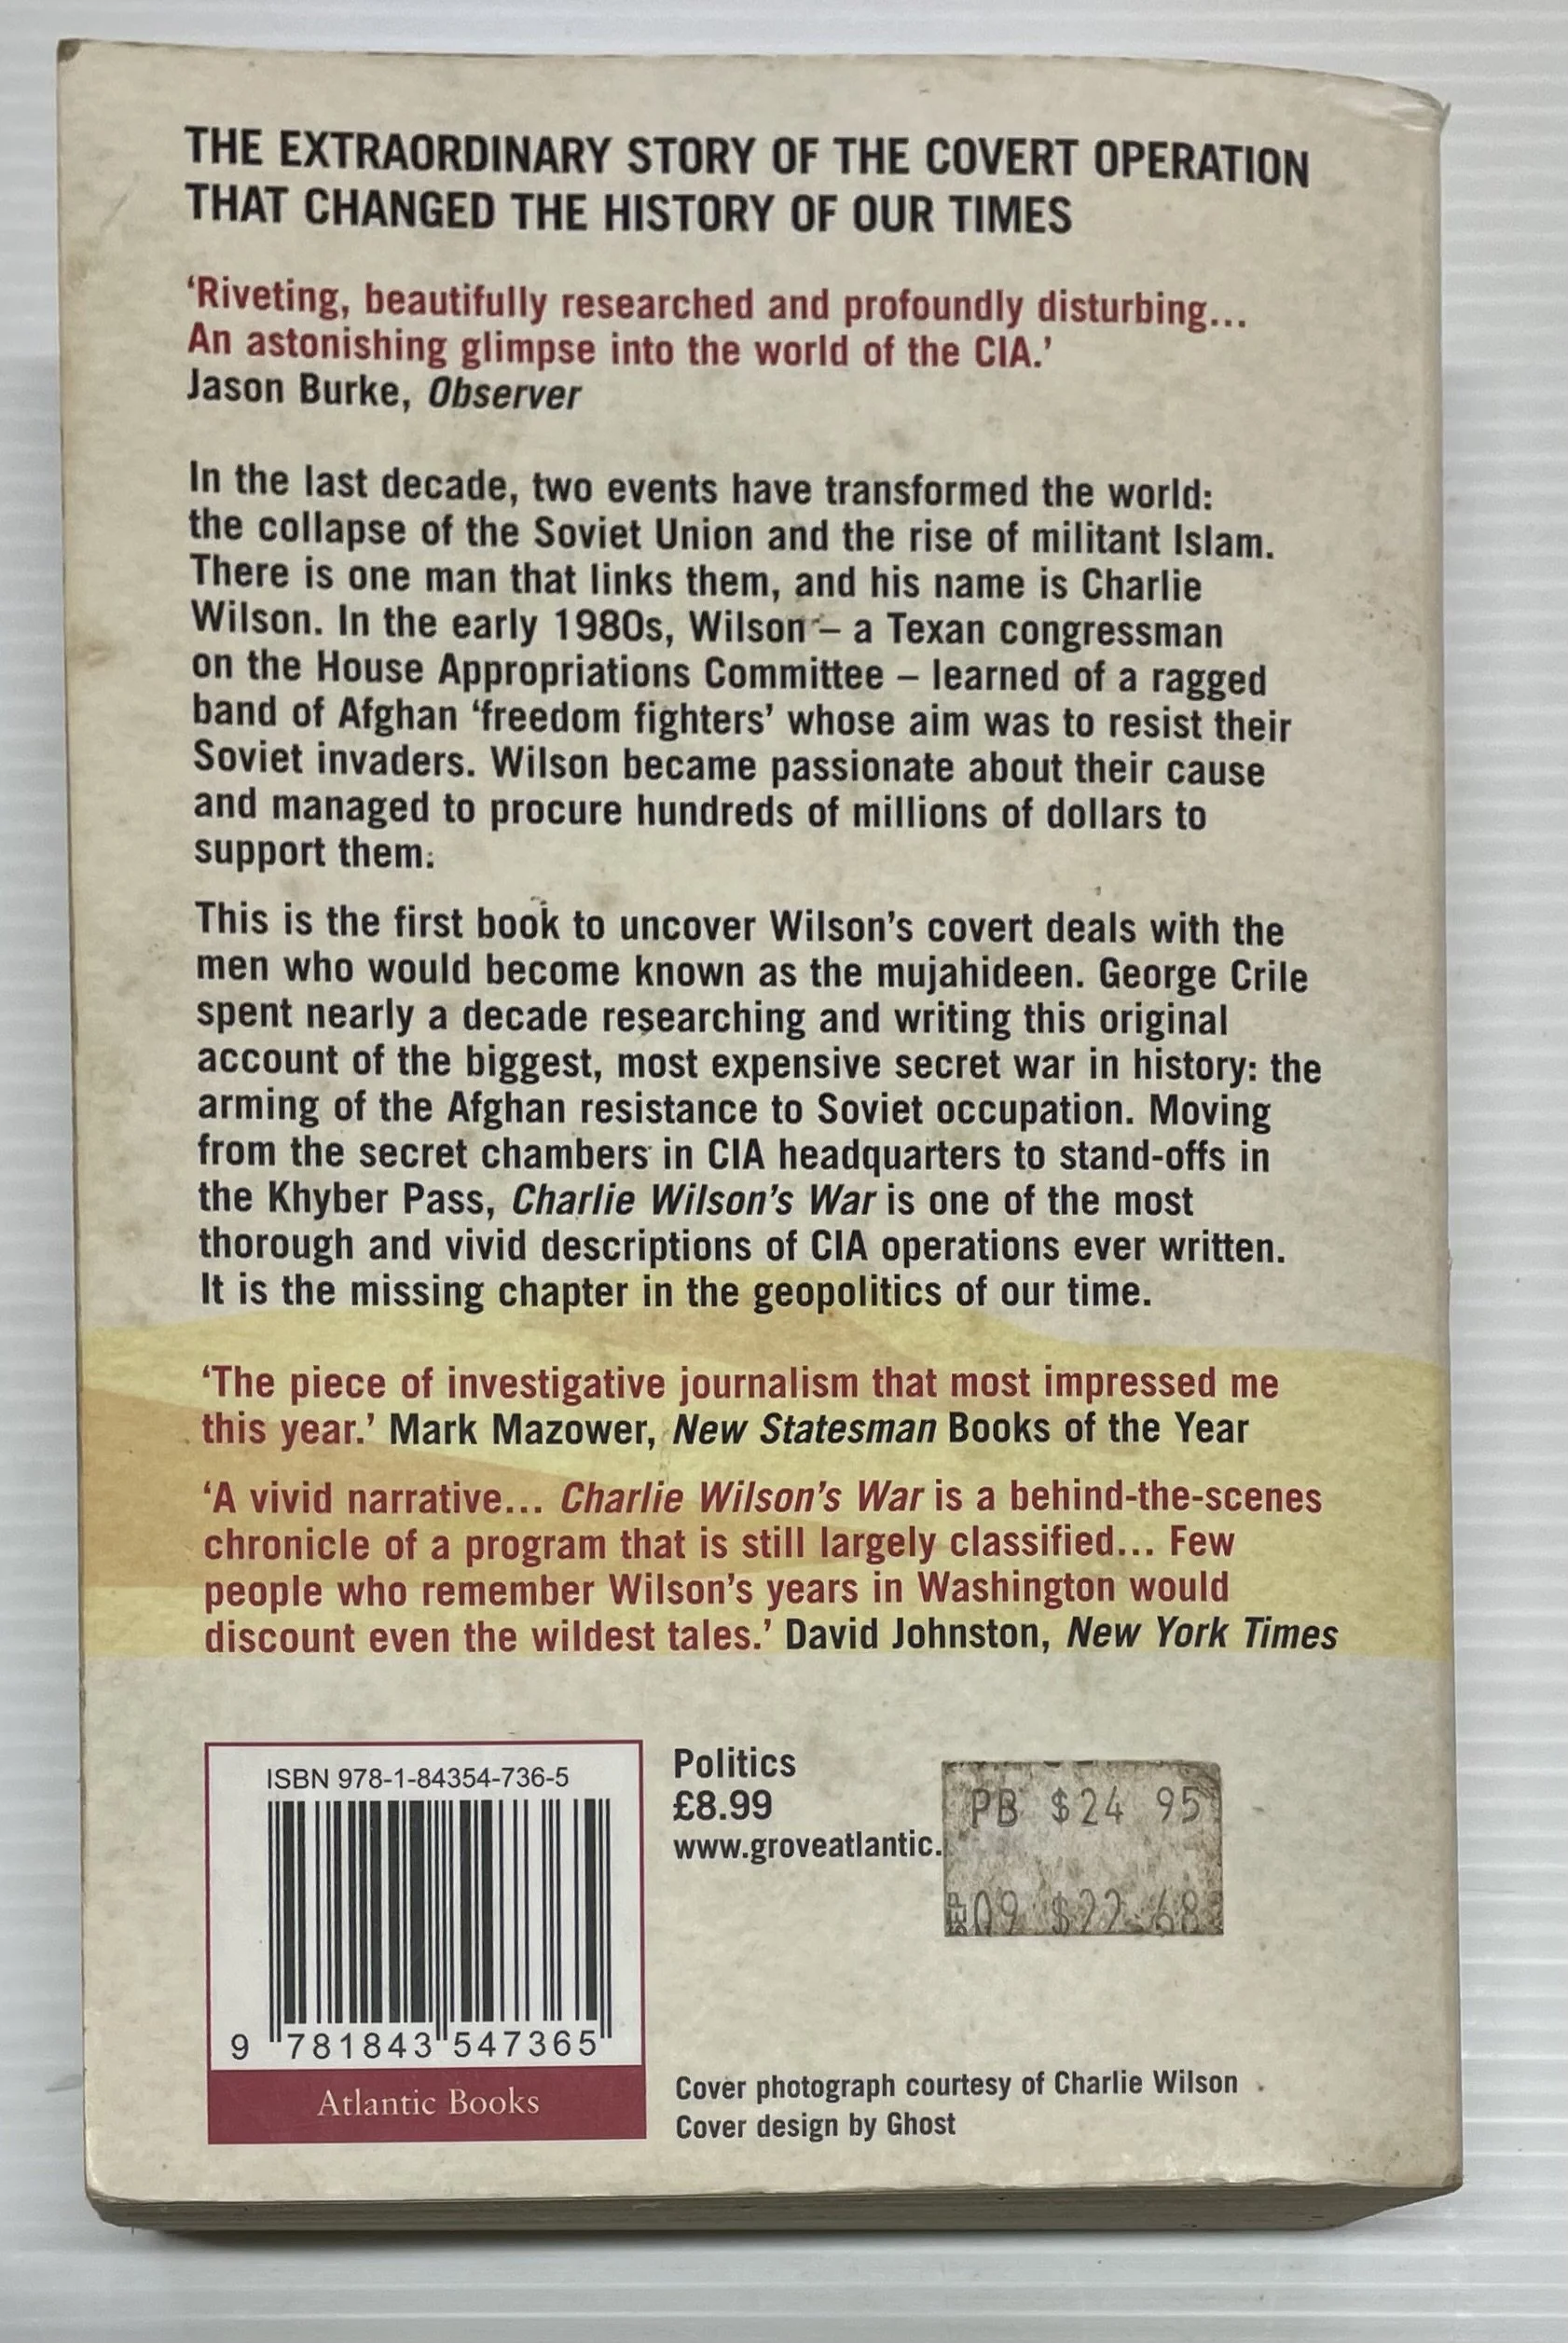 THE EXTRAORDINARY STORY OF THE COVERT OPERATION
THAT CHANGED THE HISTORY OF OUR TIMES
‘Riveting, beautifully researched and profoundly disturbing...
An astonishing glimpse into the world of the CIA.’
Jason Burke, Observer
In the last decade, two events have transformed the world:
the collapse of the Soviet Union and the rise of militant Islam.
There is one man that links them, and his name is Charlie
Wilson. In the early 1980s, Wilson – a Texan congressman
on the House Appropriations Committee – learned of a ragged
band of Afghan ‘freedom fighters’ whose aim was to resist their
Soviet invaders. Wilson became passionate about their cause
and managed to procure hundreds of millions of dollars to
support them.
This is the first book to uncover Wilson’s covert deals with the
men who would become known as the mujahideen. George Crile
spent nearly a decade researching and writing this original
account of the biggest, most expensive secret war in history: the
arming of the Afghan resistance to Soviet occupation. Moving
from the secret chambers in CIA headquarters to stand-offs in
the Khyber Pass, Charlie Wilson’s War is one of the most
thorough and vivid descriptions of CIA operations ever written.
It is the missing chapter in the geopolitics of our time.
‘The piece of investigative journalism that most impressed me
this year.’ Mark Mazower, New Statesman Books of the Year
‘A vivid narrative... Charlie Wilson’s War is a behind-the-scenes
chronicle of a program that is still largely classified... Few
people who remember Wilson’s years in Washington would
discount even the wildest tales.’ David Johnston, New York Times
ISBN 978-1-84354-736-5
9 781843 547365
Atlantic Books
Politics
£8.99
www.groveatlantic.
PB $24 95
SEP 09 $22.68
Cover photograph courtesy of Charlie Wilson
Cover design by Ghost